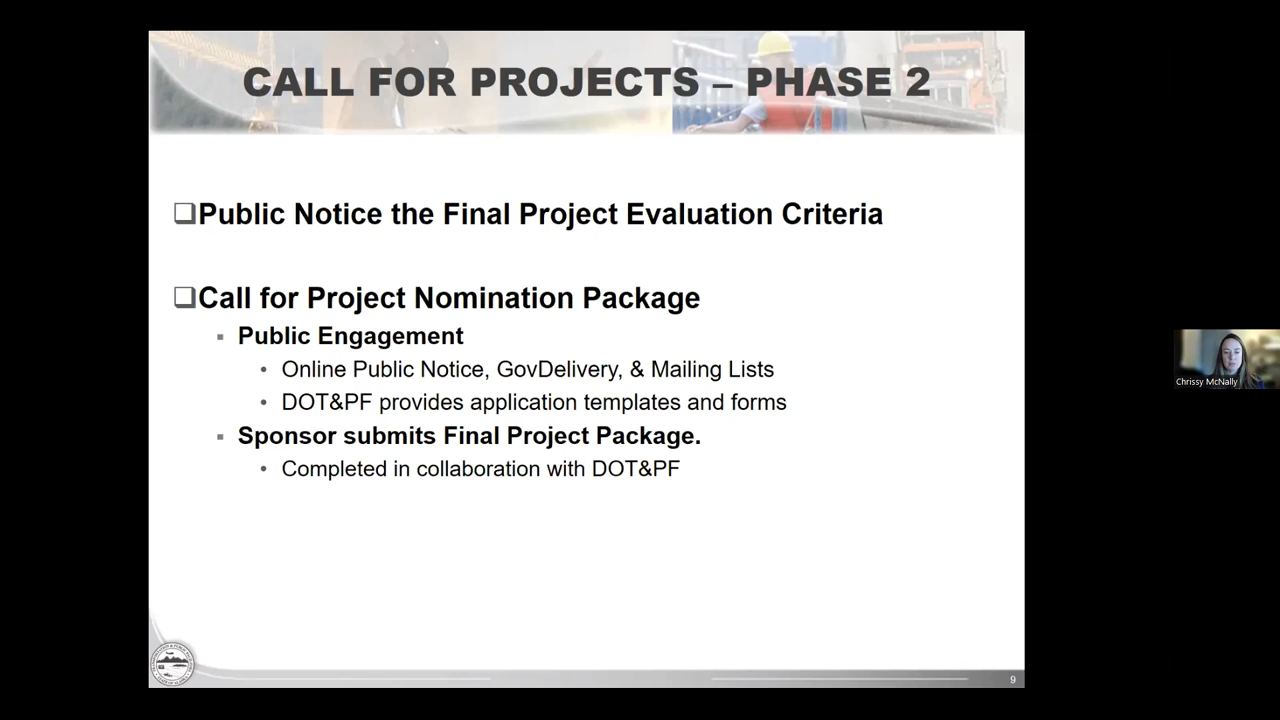 CALL FOR PROJECTS – PHASE 2
❑Public Notice the Final Project Evaluation Criteria
❑Call for Project Nomination Package
▪ Public Engagement
• Online Public Notice, GovDelivery, & Mailing Lists
• DOT&PF provides application templates and forms
▪ Sponsor submits Final Project Package.
• Completed in collaboration with DOT&PF
Chrissy McNally
9